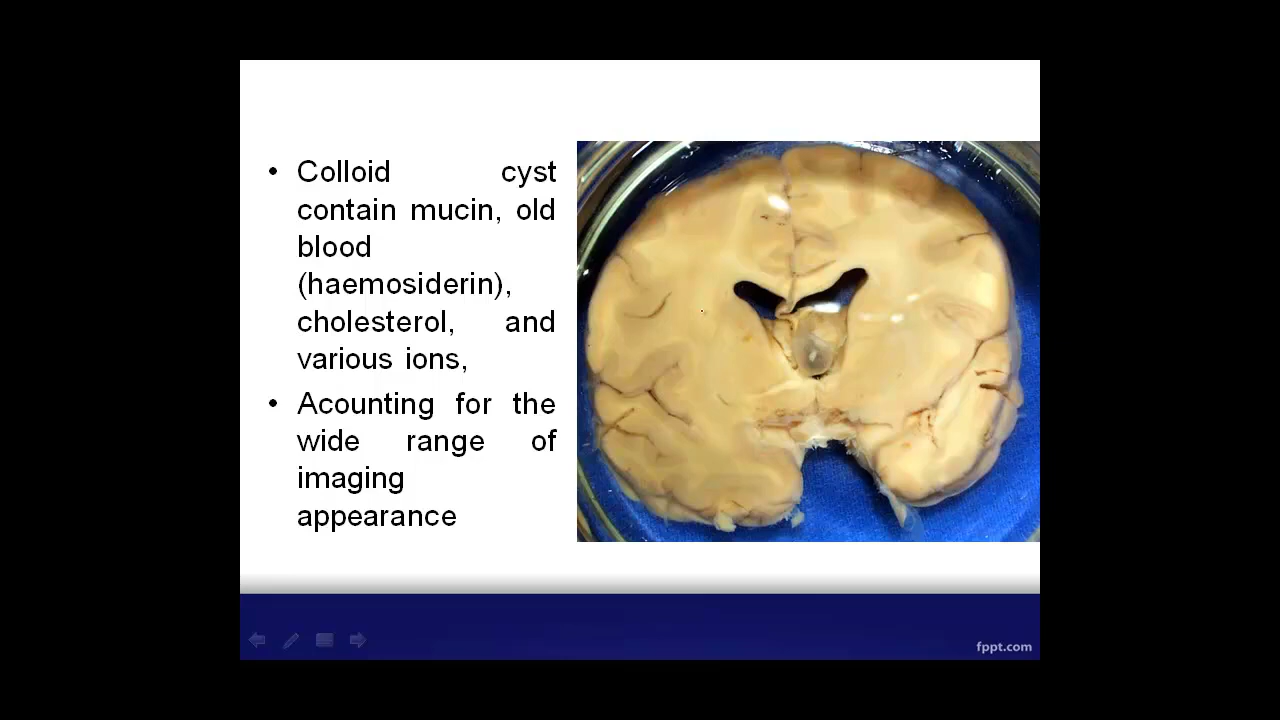 • Colloid cyst
contain mucin, old
blood
(haemosiderin),
cholesterol, and
various ions,
• Acounting for the
wide range of
imaging
appearance
fppt.com